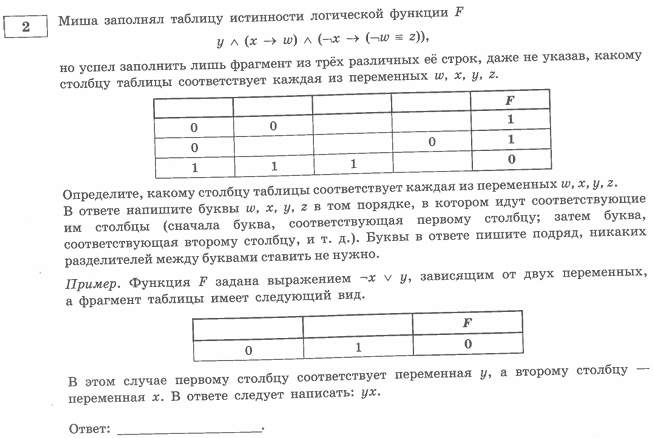 2
Миша заполнял таблицу истинности логической функции F
y ∧ (x → w) ∧ (¬x → (¬w ≡ z)),
но успел заполнить лишь фрагмент из трёх различных её строк, даже не указав, какому
столбцу таблицы соответствует каждая из переменных w, x, y, z.
F
0 0 1
0 0 1
1 1 1 0
Определите, какому столбцу таблицы соответствует каждая из переменных w, x, y, z.
В ответе напишите буквы w, x, y, z в том порядке, в котором идут соответствующие
им столбцы (сначала буква, соответствующая первому столбцу; затем буква,
соответствующая второму столбцу, и т. д.). Буквы в ответе пишите подряд, никаких
разделителей между буквами ставить не нужно.
Пример. Функция F задана выражением ¬x ∨ y, зависящим от двух переменных,
а фрагмент таблицы имеет следующий вид.
F
0 1 0
В этом случае первому столбцу соответствует переменная y, а второму столбцу —
переменная x. В ответе следует написать: yx.
Ответ: ____________________.